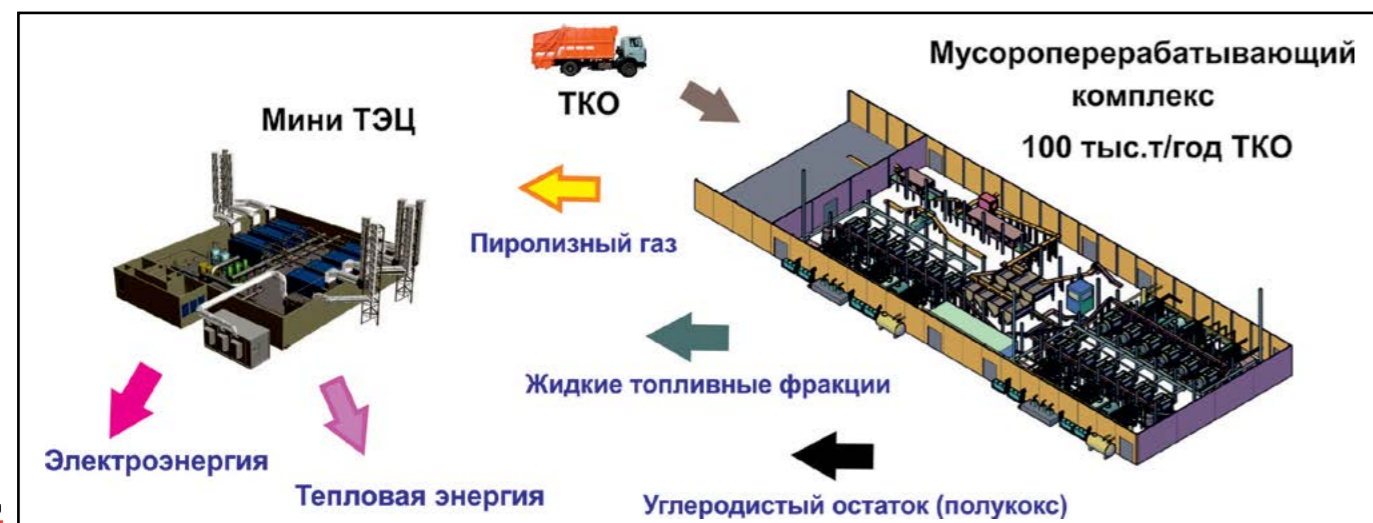 ТКО
Мусороперерабатывающий
комплекс
100 тыс.т/год ТКО
Мини ТЭЦ
Пиролизный газ
Жидкие топливные фракции
Электроэнергия
Тепловая энергия
Углеродистый остаток (полукокс)